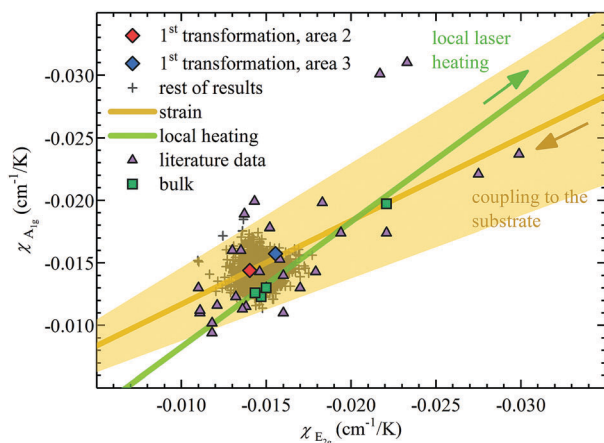 1st transformation, area 2
1st transformation, area 3
rest of results
strain
local heating
literature data
bulk
local laser
heating
coupling to the
substrate
-0.030
-0.025
-0.020
-0.015
-0.010
χ A1g (cm-1/K)
-0.010 -0.015 -0.020 -0.025 -0.030
χ E2g (cm-1/K)